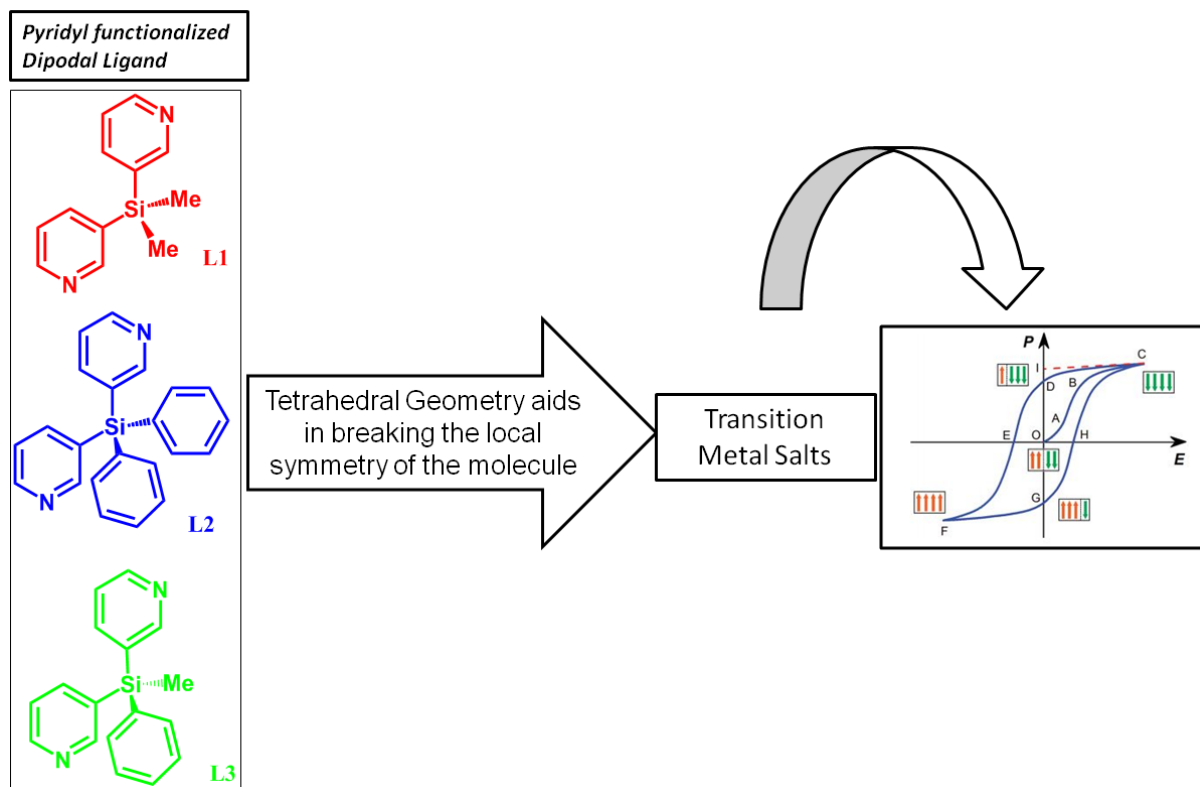 Pyridyl functionalized
Dipodal Ligand
N
Si
Me
Me
N
L1
N
Si
N
L2
N
Si
Me
N
L3
Tetrahedral Geometry aids
in breaking the local
symmetry of the molecule
Transition
Metal Salts
P
I
C
D
B
A
E
O
H
E
G
F